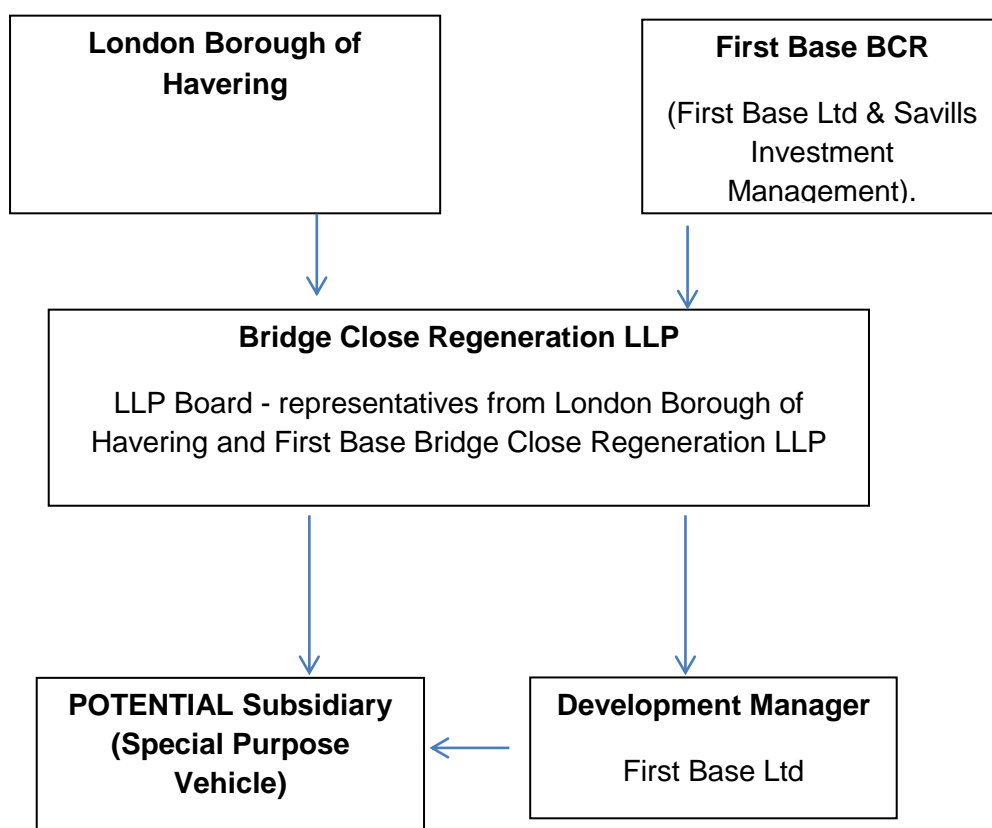 London Borough of
Havering
First Base BCR
(First Base Ltd & Savills
Investment
Management).
Bridge Close Regeneration LLP
LLP Board - representatives from London Borough of
Havering and First Base Bridge Close Regeneration LLP
POTENTIAL Subsidiary
(Special Purpose
Vehicle)
Development Manager
First Base Ltd